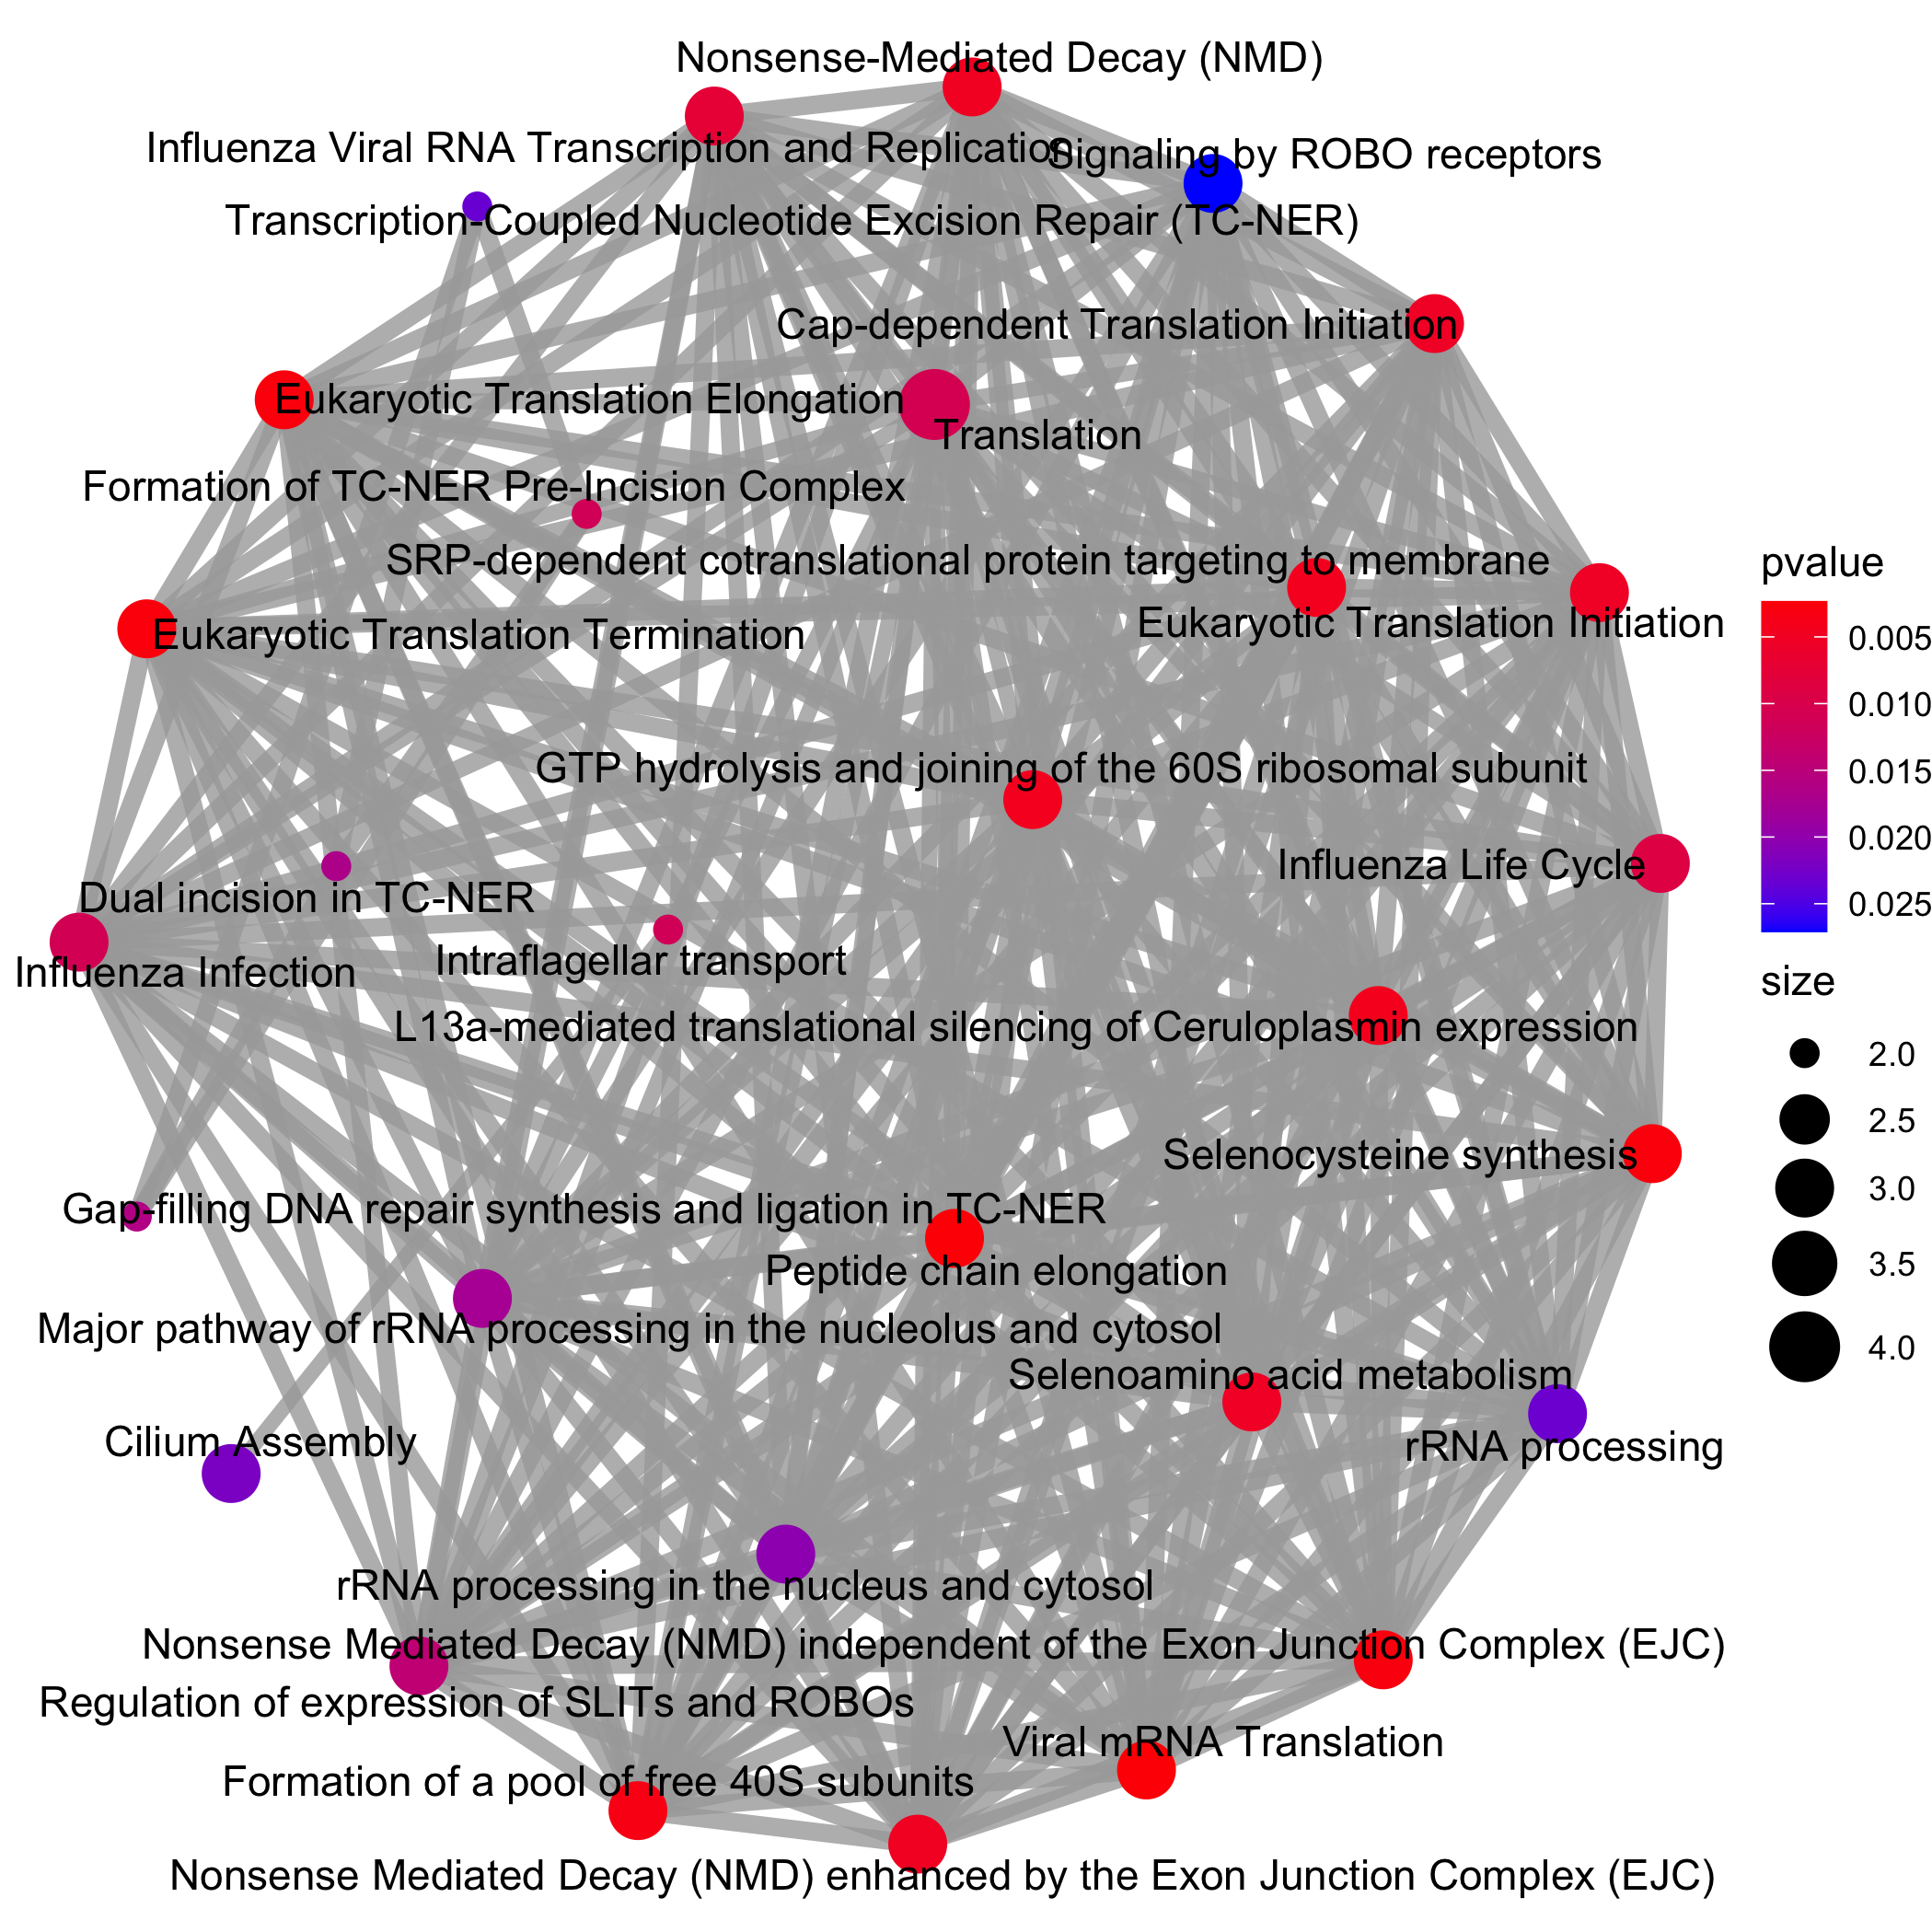 Nonsense-Mediated Decay (NMD)
Influenza Viral RNA Transcription and Replication
Signaling by ROBO receptors
Transcription-Coupled Nucleotide Excision Repair (TC-NER)
Cap-dependent Translation Initiation
Eukaryotic Translation Elongation
Translation
Formation of TC-NER Pre-Incision Complex
SRP-dependent cotranslational protein targeting to membrane
Eukaryotic Translation Initiation
Eukaryotic Translation Termination
GTP hydrolysis and joining of the 60S ribosomal subunit
Influenza Life Cycle
Dual incision in TC-NER
Intraflagellar transport
Influenza Infection
L13a-mediated translational silencing of Ceruloplasmin expression
Selenocysteine synthesis
Gap-filling DNA repair synthesis and ligation in TC-NER
Peptide chain elongation
Major pathway of rRNA processing in the nucleolus and cytosol
Selenoamino acid metabolism
Cilium Assembly
rRNA processing
rRNA processing in the nucleus and cytosol
Nonsense Mediated Decay (NMD) independent of the Exon Junction Complex (EJC)
Regulation of expression of SLITs and ROBOs
Viral mRNA Translation
Formation of a pool of free 40S subunits
Nonsense Mediated Decay (NMD) enhanced by the Exon Junction Complex (EJC)
pvalue
0.005
0.010
0.015
0.020
0.025
size
2.0
2.5
3.0
3.5
4.0